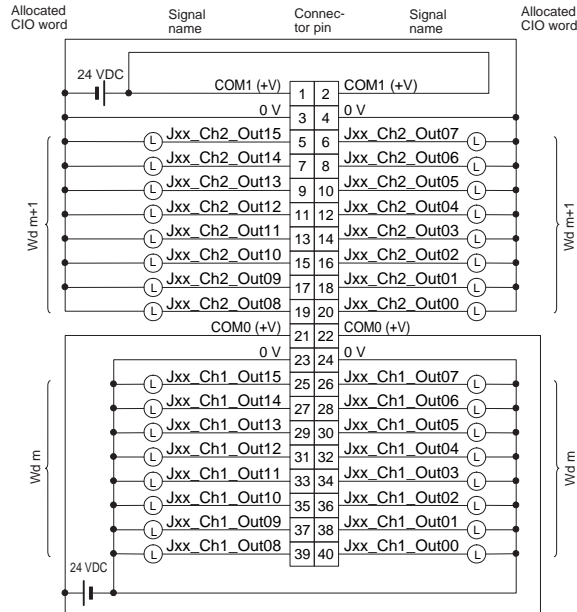 Allocated CIO word Signal name Connec-tor pin Signal name Allocated CIO word
24 VDC
COM1 (+V) 1 2 COM1 (+V)
0 V 3 4 0 V
L Jxx_Ch2_Out15 5 6 Jxx_Ch2_Out07 L
L Jxx_Ch2_Out14 7 8 Jxx_Ch2_Out06 L
L Jxx_Ch2_Out13 9 10 Jxx_Ch2_Out05 L
L Jxx_Ch2_Out12 11 12 Jxx_Ch2_Out04 L
L Jxx_Ch2_Out11 13 14 Jxx_Ch2_Out03 L
L Jxx_Ch2_Out10 15 16 Jxx_Ch2_Out02 L
L Jxx_Ch2_Out09 17 18 Jxx_Ch2_Out01 L
L Jxx_Ch2_Out08 19 20 Jxx_Ch2_Out00 L
Wd m+1
Wd m+1
COM0 (+V) 21 22 COM0 (+V)
0 V 23 24 0 V
L Jxx_Ch1_Out15 25 26 Jxx_Ch1_Out07 L
L Jxx_Ch1_Out14 27 28 Jxx_Ch1_Out06 L
L Jxx_Ch1_Out13 29 30 Jxx_Ch1_Out05 L
L Jxx_Ch1_Out12 31 32 Jxx_Ch1_Out04 L
L Jxx_Ch1_Out11 33 34 Jxx_Ch1_Out03 L
L Jxx_Ch1_Out10 35 36 Jxx_Ch1_Out02 L
L Jxx_Ch1_Out09 37 38 Jxx_Ch1_Out01 L
L Jxx_Ch1_Out08 39 40 Jxx_Ch1_Out00 L
Wd m
Wd m
24 VDC